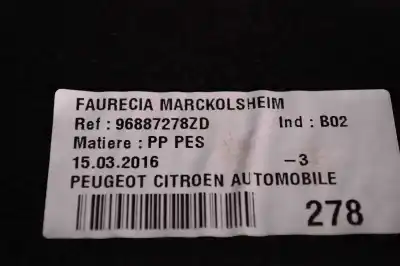 FAURECIA MARCKOLSHEIM
Ref : 96887278ZD Ind : B02
Matiere : PP PES
15.03.2016 -3
PEUGEOT CITROEN AUTOMOBILE
278